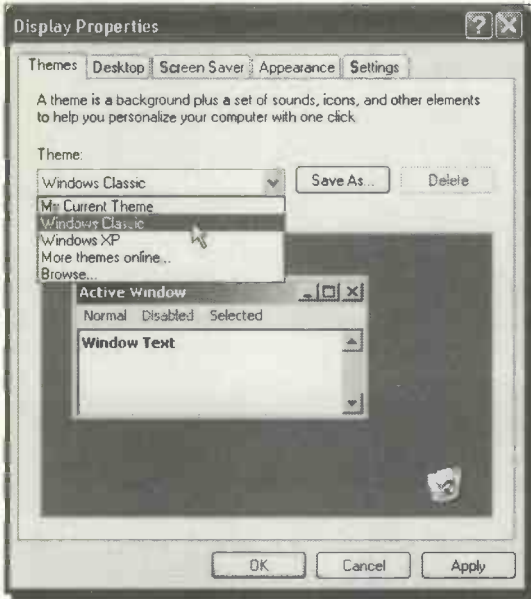 Display Properties
Themes Desktop Screen Saver Appearance Settings
A theme is a background plus a set of sounds, icons, and other elements
to help you personalize your computer with one click
Theme:
Windows Classic Save As... Delete
My Current Theme
Windows Classic
Windows XP
More themes online...
Browse...
Active Window
Normal Disabled Selected
Window Text
OK Cancel Apply